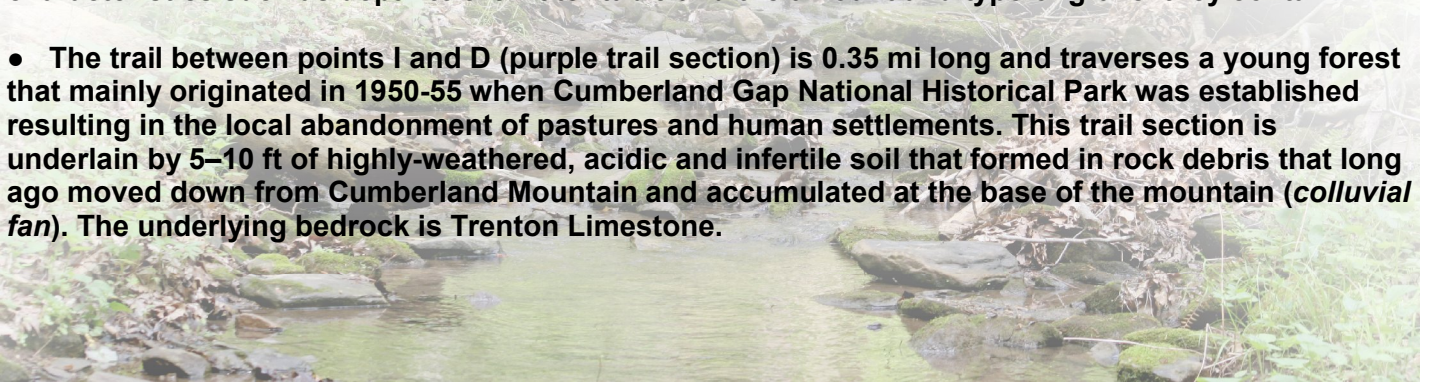 ● The trail between points I and D (purple trail section) is 0.35 mi long and traverses a young forest
that mainly originated in 1950-55 when Cumberland Gap National Historical Park was established
resulting in the local abandonment of pastures and human settlements. This trail section is
underlain by 5–10 ft of highly-weathered, acidic and infertile soil that formed in rock debris that long
ago moved down from Cumberland Mountain and accumulated at the base of the mountain (colluvial
fan). The underlying bedrock is Trenton Limestone.